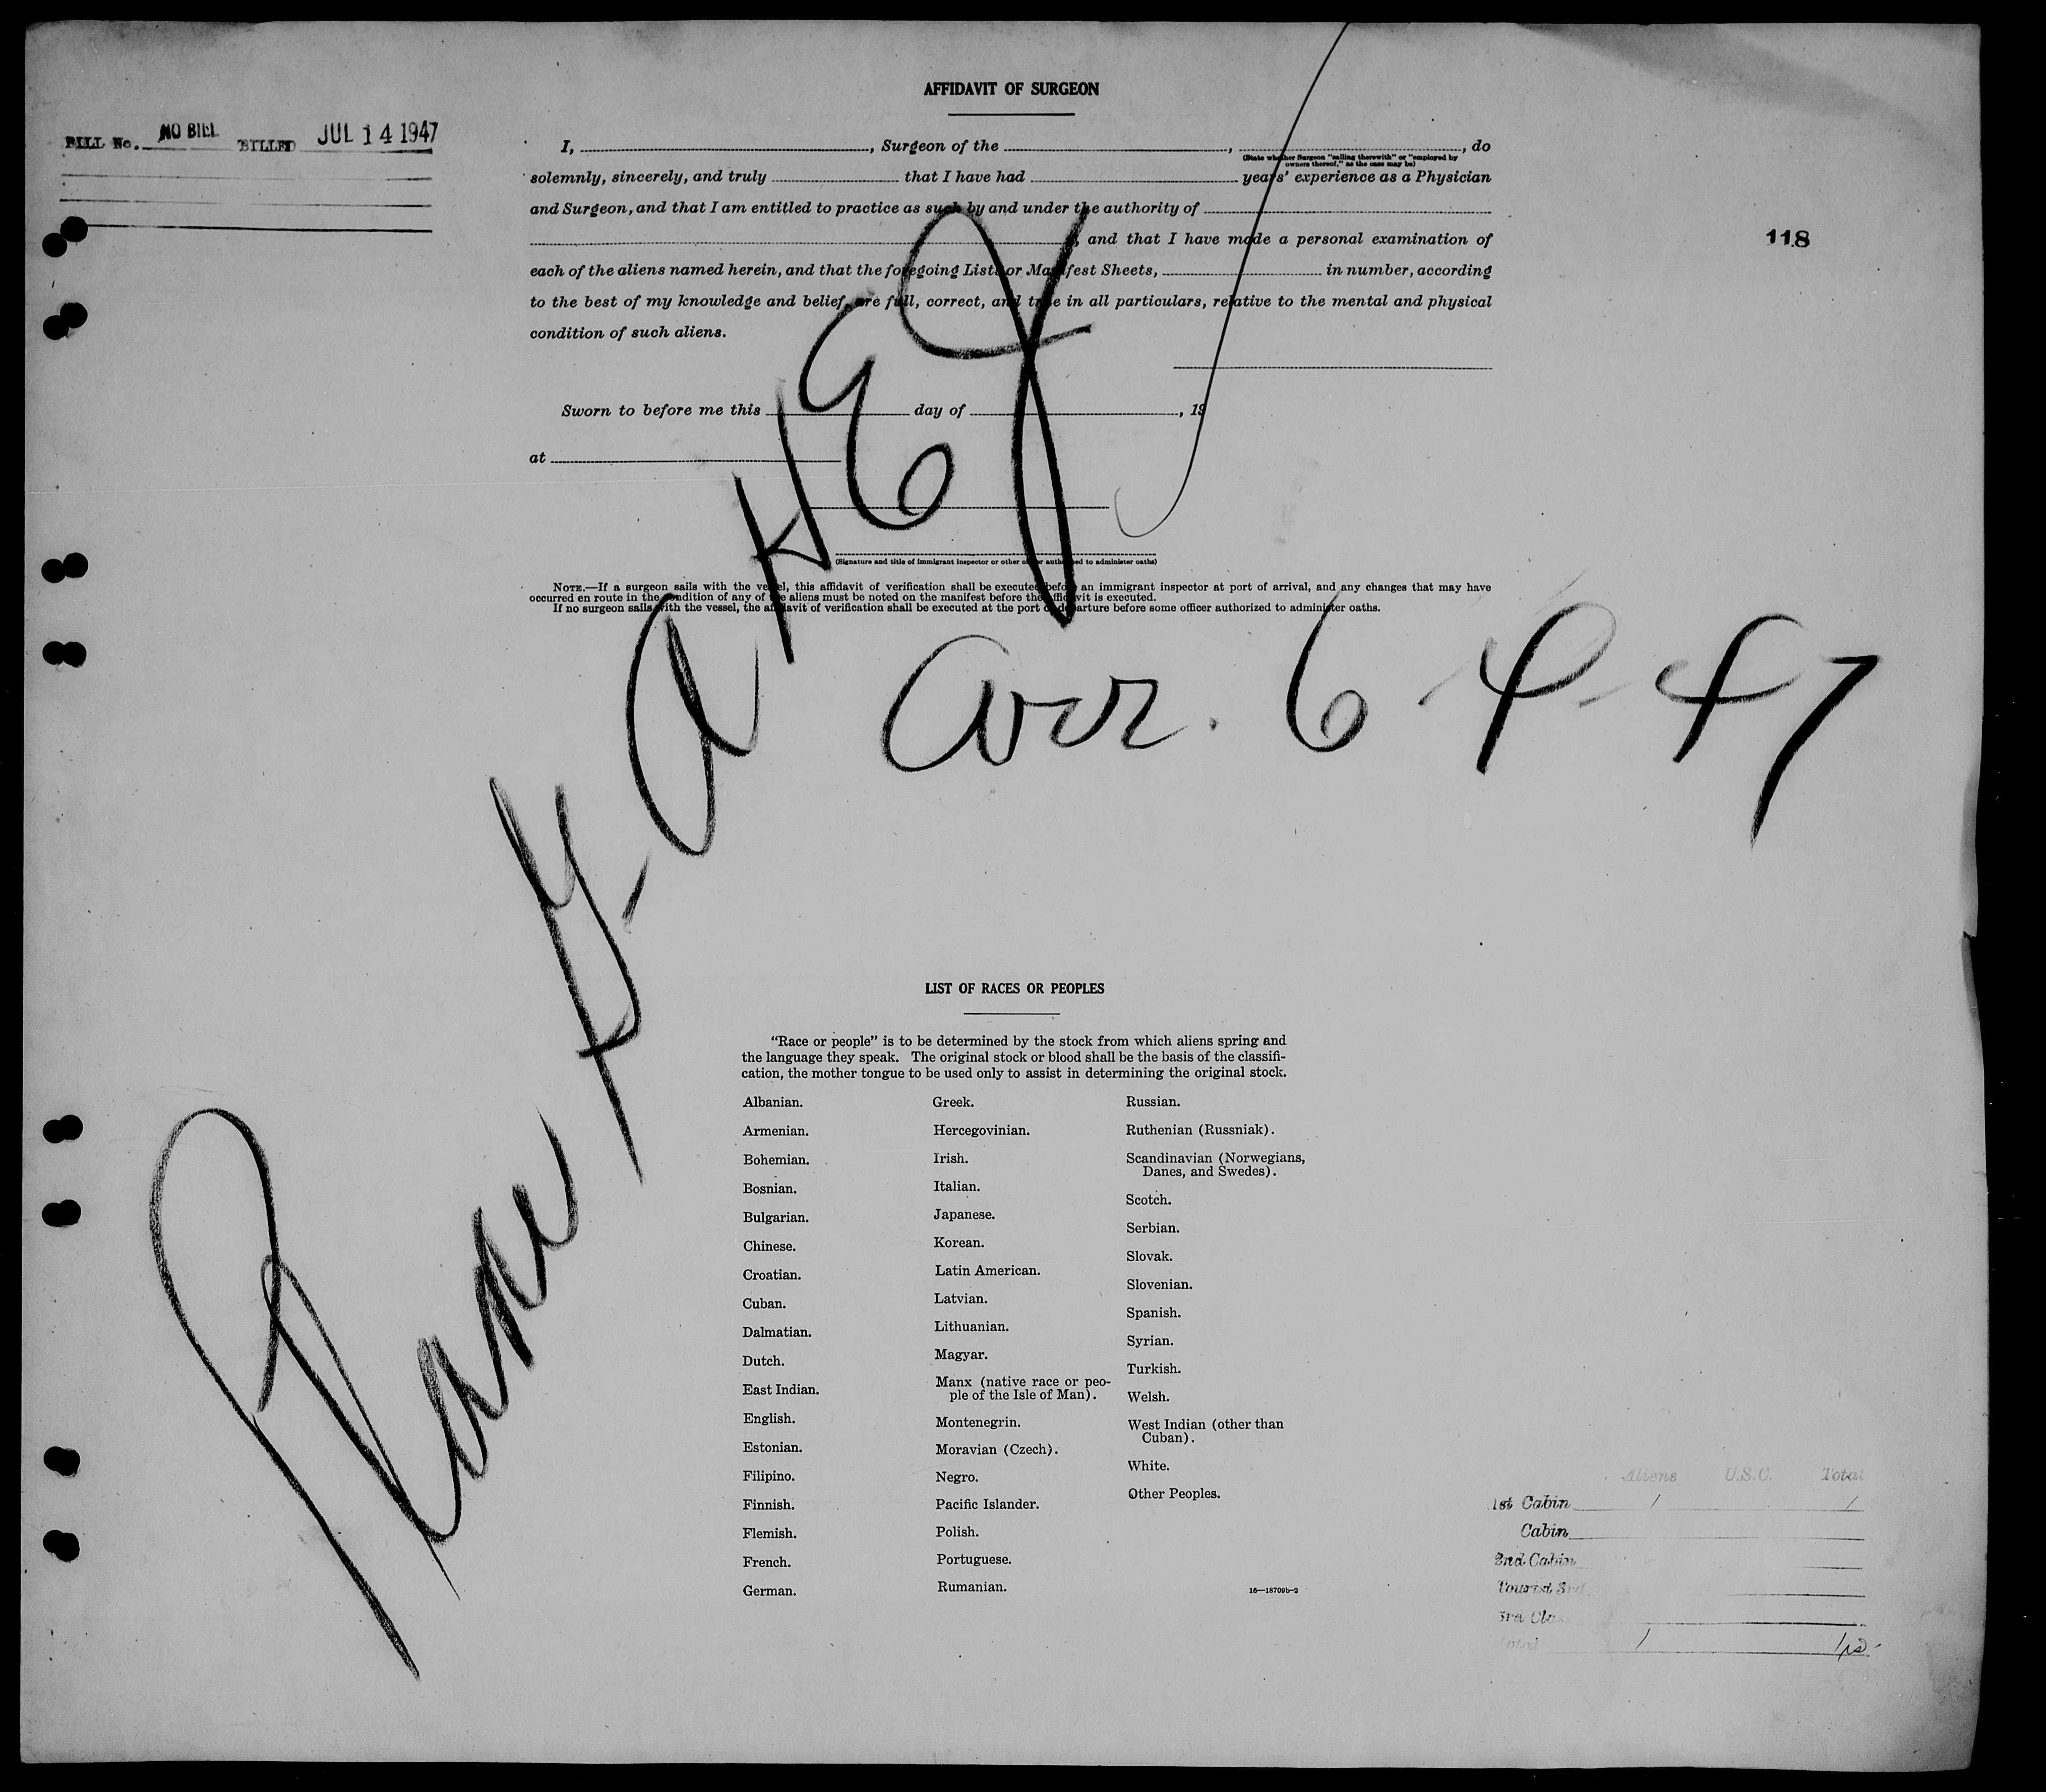 AFFIDAVIT OF SURGEON
BILL No. NO BILL BILLED JUL 14 1947
I, , Surgeon of the , , do
(State whether Surgeon "sailing therewith" or "employed by
owners thereof," as the case may be)
solemnly, sincerely, and truly that I have had years' experience as a Physician
and Surgeon, and that I am entitled to practice as such by and under the authority of
, and that I have made a personal examination of
118
each of the aliens named herein, and that the foregoing Lists or Manifest Sheets, in number, according
to the best of my knowledge and belief, are full, correct, and true in all particulars, relative to the mental and physical
condition of such aliens.
Sworn to before me this day of , 19
at
(Signature and title of immigrant inspector or other officer authorized to administer oaths)
NOTE.—If a surgeon sails with the vessel, this affidavit of verification shall be executed before an immigrant inspector at port of arrival, and any changes that may have
occurred en route in the condition of any of the aliens must be noted on the manifest before the affidavit is executed.
If no surgeon sails with the vessel, the affidavit of verification shall be executed at the port of departure before some officer authorized to administer oaths.
Plane G-AHEJ
Arr. 6-4-47
LIST OF RACES OR PEOPLES
"Race or people" is to be determined by the stock from which aliens spring and
the language they speak. The original stock or blood shall be the basis of the classifi-
cation, the mother tongue to be used only to assist in determining the original stock.
Albanian.
Armenian.
Bohemian.
Bosnian.
Bulgarian.
Chinese.
Croatian.
Cuban.
Dalmatian.
Dutch.
East Indian.
English.
Estonian.
Filipino.
Finnish.
Flemish.
French.
German.
Greek.
Hercegovinian.
Irish.
Italian.
Japanese.
Korean.
Latin American.
Latvian.
Lithuanian.
Magyar.
Manx (native race or peo-
ple of the Isle of Man).
Montenegrin.
Moravian (Czech).
Negro.
Pacific Islander.
Polish.
Portuguese.
Rumanian.
Russian.
Ruthenian (Russniak).
Scandinavian (Norwegians,
Danes, and Swedes).
Scotch.
Serbian.
Slovak.
Slovenian.
Spanish.
Syrian.
Turkish.
Welsh.
West Indian (other than
Cuban).
White.
Other Peoples.
16—18709b-2
Aliens U.S.C. Total
1st Cabin 1 1
Cabin
2nd Cabin
Tourist 3rd
3rd Clas
Total 1 1